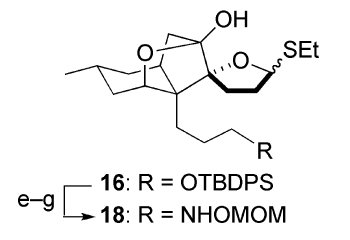 OH
O
O
SEt
R
16: R = OTBDPS
e–g
18: R = NHOMOM